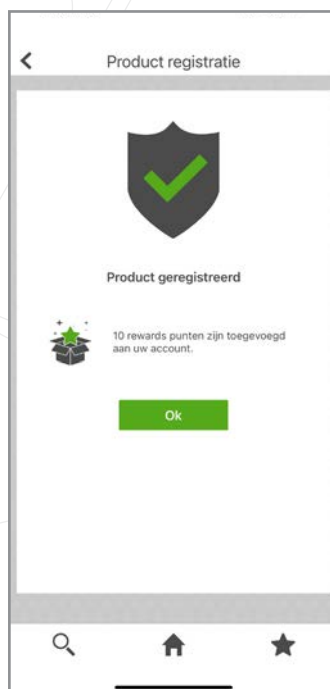 Product registratie
Product geregistreerd
10 rewards punten zijn toegevoegd
aan uw account.
Ok